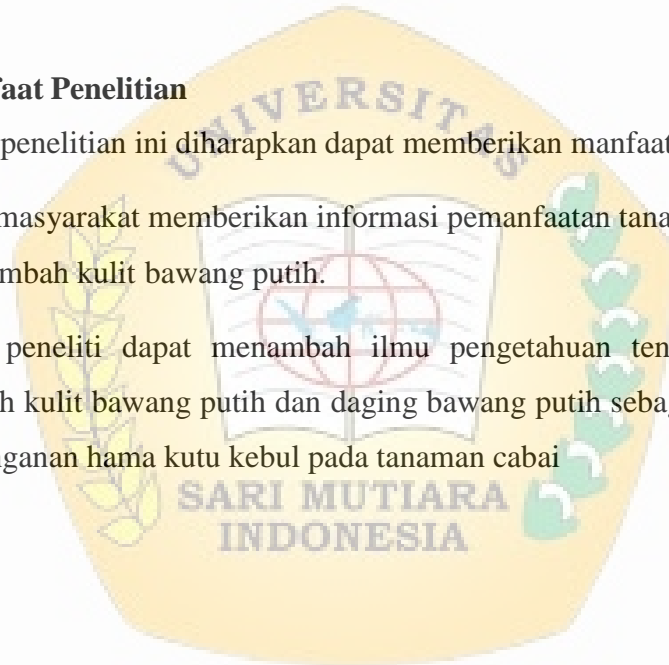 faat Penelitian
penelitian ini diharapkan dapat memberikan manfaat
masyarakat memberikan informasi pemanfaatan tana
mbah kulit bawang putih.
peneliti dapat menambah ilmu pengetahuan ten
h kulit bawang putih dan daging bawang putih sebag
nganan hama kutu kebul pada tanaman cabai
UNIVERSITAS
SARI MUTIARA
INDONESIA